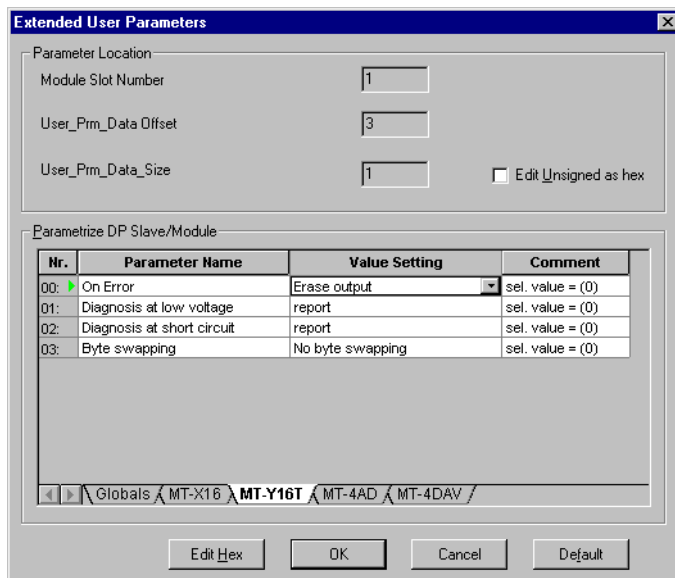 Extended User Parameters
Parameter Location
Module Slot Number 1
User_Prm_Data Offset 3
User_Prm_Data_Size 1 Edit Unsigned as hex
Parametrize DP Slave/Module
Nr. Parameter Name Value Setting Comment
00: On Error Erase output sel. value = (0)
01: Diagnosis at low voltage report sel. value = (0)
02: Diagnosis at short circuit report sel. value = (0)
03: Byte swapping No byte swapping sel. value = (0)
Globals MT-X16 MT-Y16T MT-4AD MT-4DAV
Edit Hex OK Cancel Default